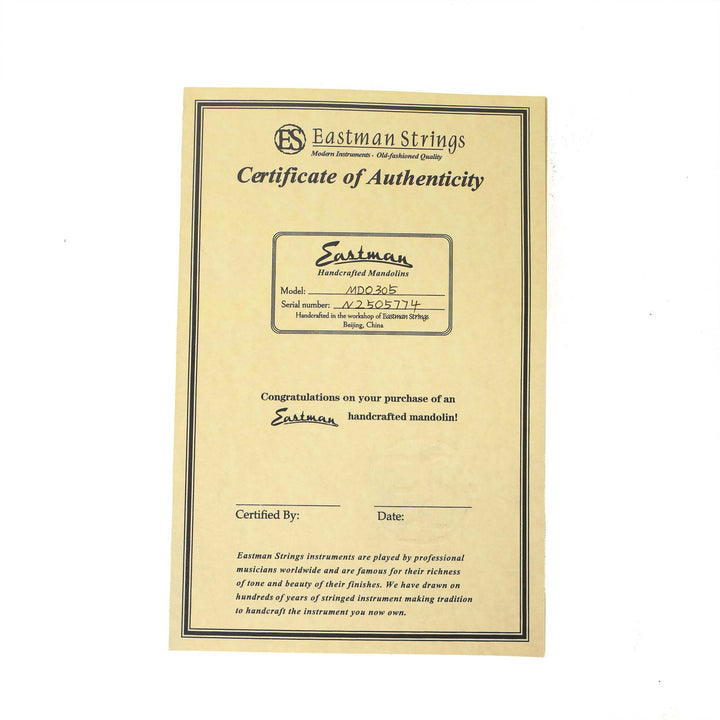 ES Eastman Strings
Modern Instruments - Old-fashioned Quality
Certificate of Authenticity
Eastman
Handcrafted Mandolins
Model: MDO305
Serial number: N2505774
Handcrafted in the workshop of Eastman Strings
Beijing, China
Congratulations on your purchase of an
Eastman handcrafted mandolin!
Certified By: Date:
Eastman Strings instruments are played by professional
musicians worldwide and are famous for their richness
of tone and beauty of their finishes. We have drawn on
hundreds of years of stringed instrument making tradition
to handcraft the instrument you now own.